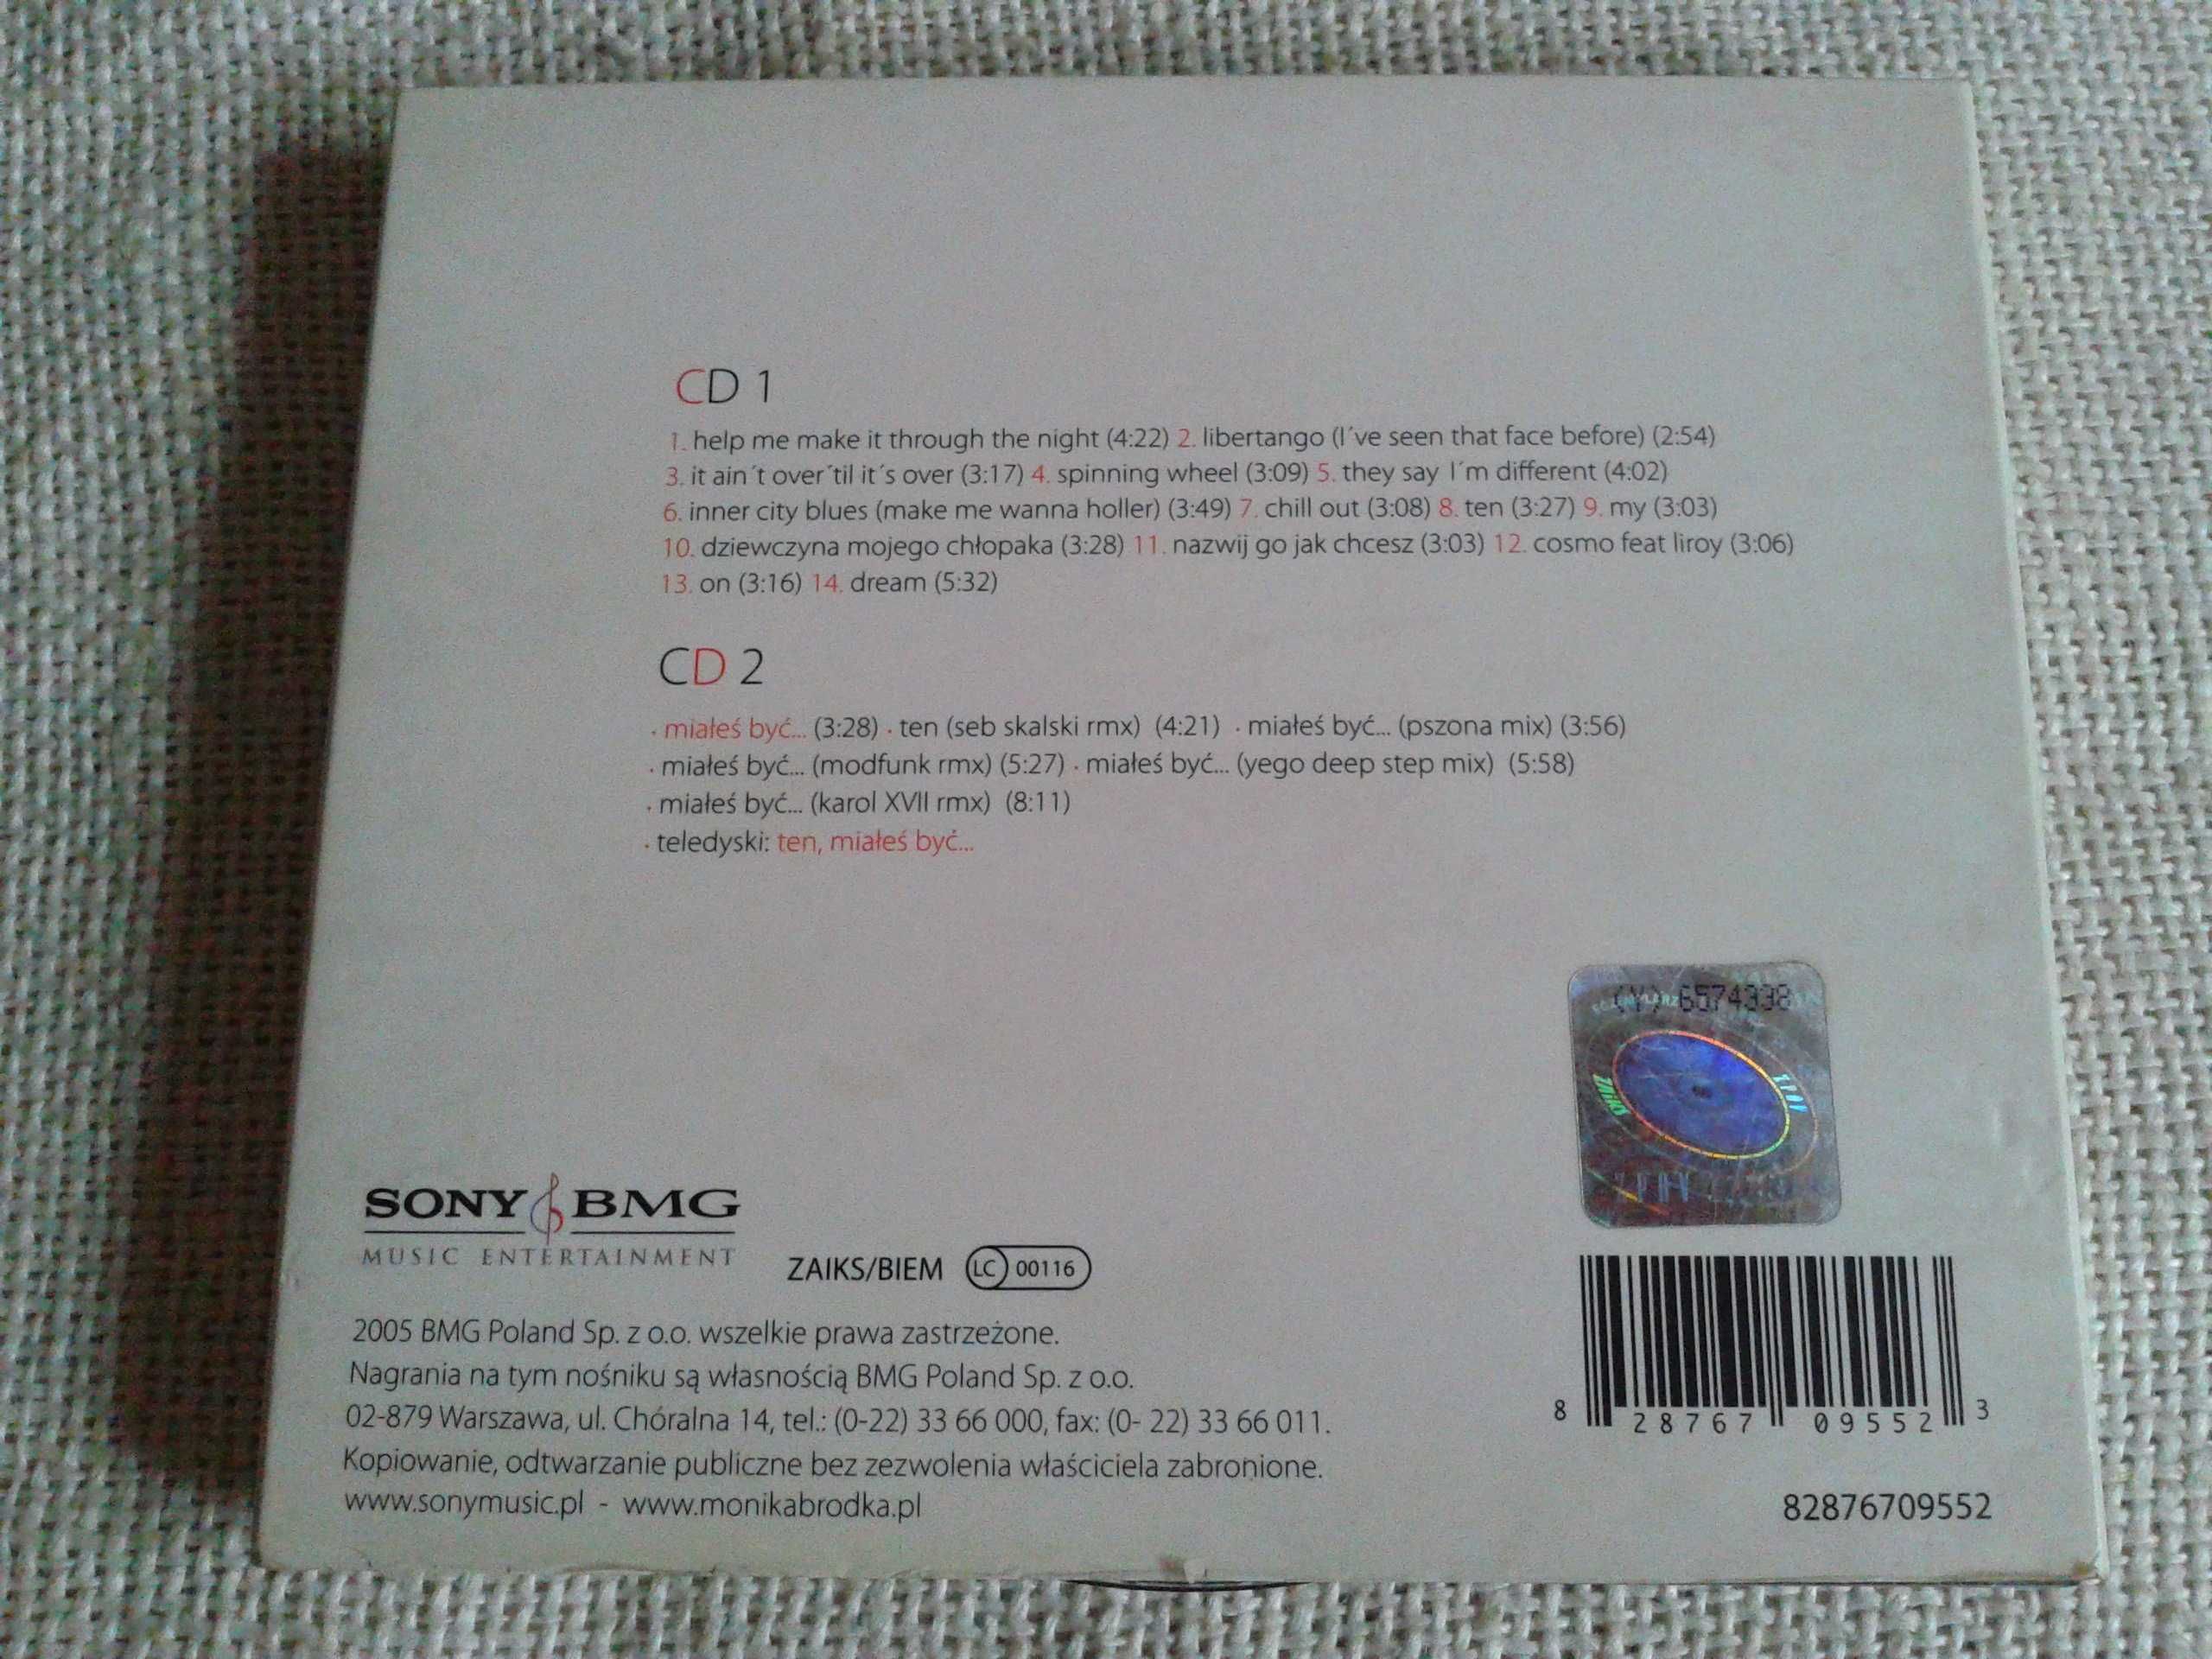 CD 1
1. help me make it through the night (4:22) 2. libertango (I´ve seen that face before) (2:54)
3. it ain´t over´til it´s over (3:17) 4. spinning wheel (3:09) 5. they say I´m different (4:02)
6. inner city blues (make me wanna holler) (3:49) 7. chill out (3:08) 8. ten (3:27) 9. my (3:03)
10. dziewczyna mojego chłopaka (3:28) 11. nazwij go jak chcesz (3:03) 12. cosmo feat liroy (3:06)
13. on (3:16) 14. dream (5:32)
CD 2
· miałeś być... (3:28) · ten (seb skalski rmx) (4:21) · miałeś być... (pszona mix) (3:56)
· miałeś być... (modfunk rmx) (5:27) · miałeś być... (yego deep step mix) (5:58)
· miałeś być... (karol XVII rmx) (8:11)
· teledyski: ten, miałeś być...
(Y) 6574338
ZAiKS ZPAV
SONY BMG
MUSIC ENTERTAINMENT
ZAIKS/BIEM LC 00116
2005 BMG Poland Sp. z o.o. wszelkie prawa zastrzeżone.
Nagrania na tym nośniku są własnością BMG Poland Sp. z o.o.
02-879 Warszawa, ul. Chóralna 14, tel.: (0-22) 33 66 000, fax: (0- 22) 33 66 011.
Kopiowanie, odtwarzanie publiczne bez zezwolenia właściciela zabronione.
www.sonymusic.pl - www.monikabrodka.pl
8 28767 09552 3
82876709552